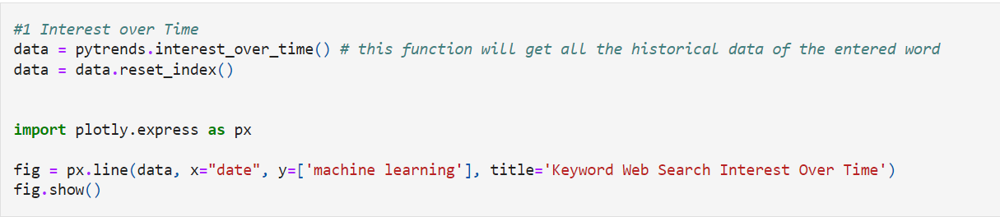 #1 Interest over Time
data = pytrends.interest_over_time() # this function will get all the historical data of the entered word
data = data.reset_index()
import plotly.express as px
fig = px.line(data, x="date", y=['machine learning'], title='Keyword Web Search Interest Over Time')
fig.show()